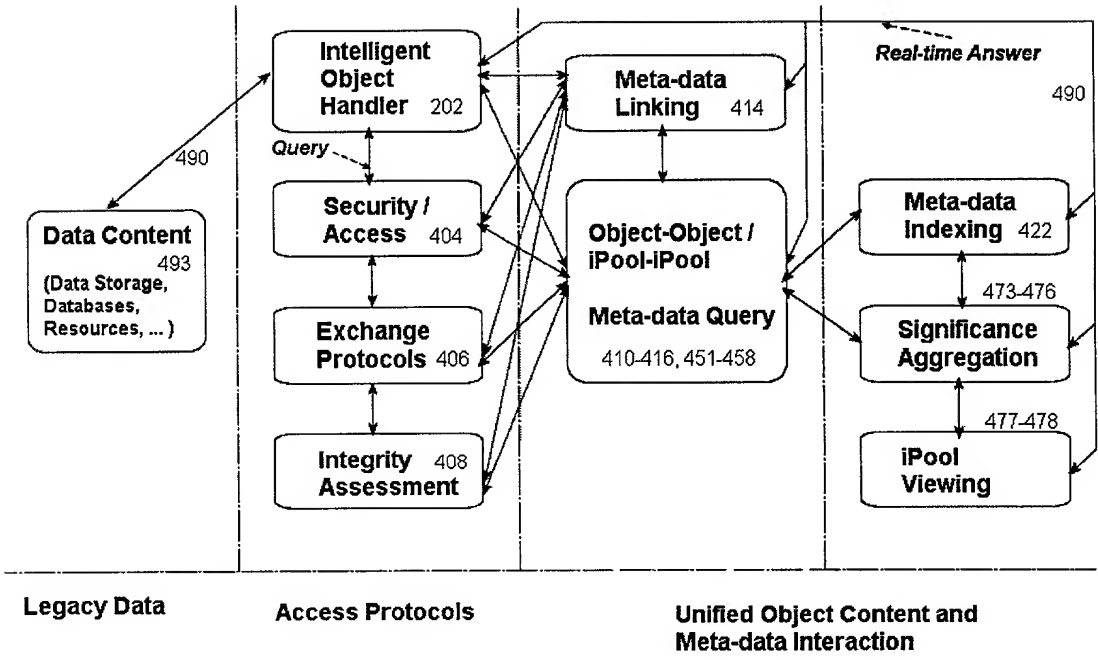 Intelligent
Object
Handler 202
490
Query
Data Content
493
(Data Storage,
Databases,
Resources, ... )
Security /
Access 404
Exchange
Protocols 406
Integrity 408
Assessment
Meta-data
Linking 414
Object-Object /
iPool-iPool
Meta-data Query
410-416, 451-458
Real-time Answer
490
Meta-data
Indexing 422
473-476
Significance
Aggregation
477-478
iPool
Viewing
Legacy Data
Access Protocols
Unified Object Content and
Meta-data Interaction